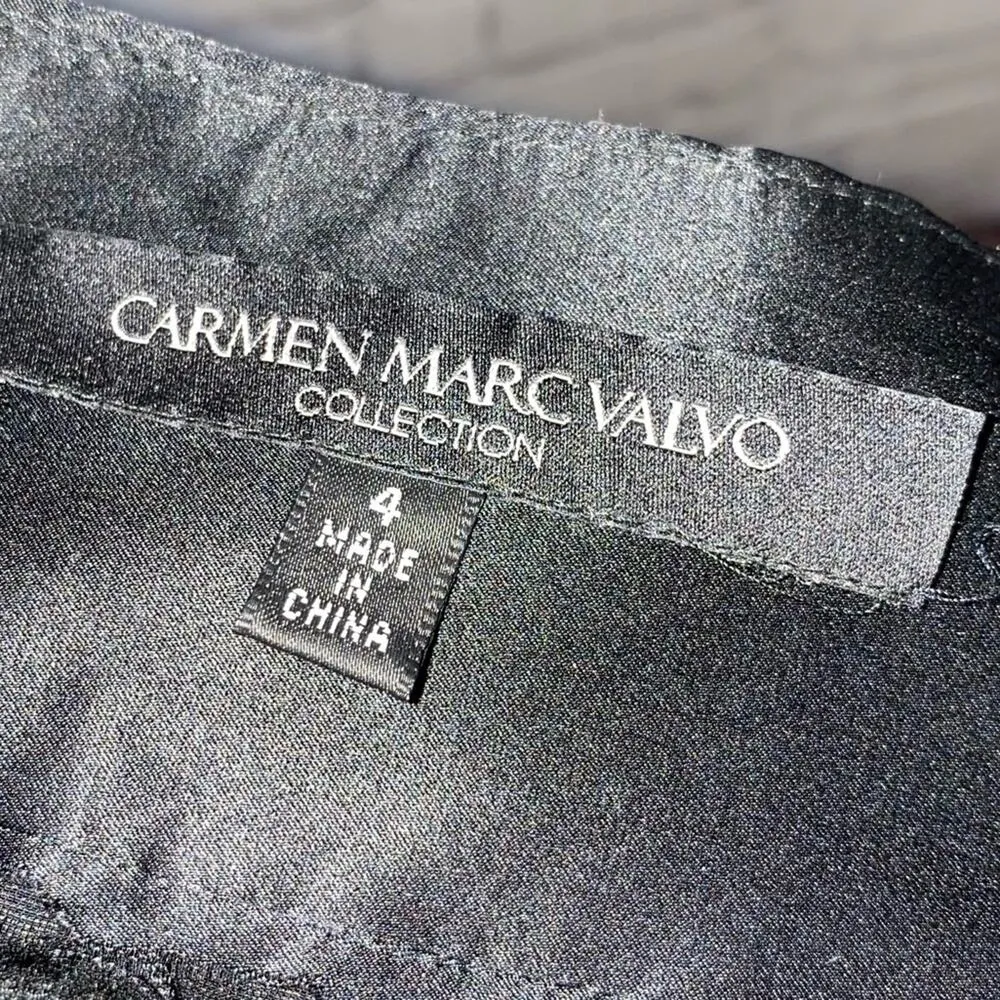 CARMEN MARC VALVO
COLLECTION
4
MADE
IN
CHINA